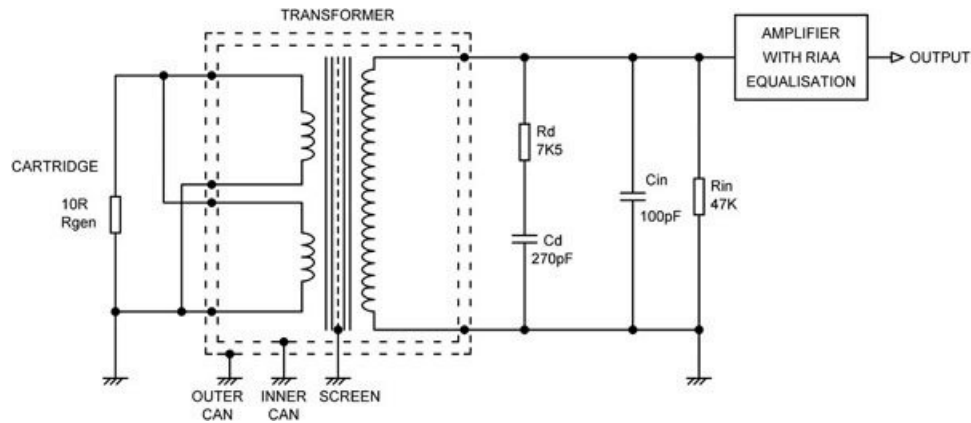 TRANSFORMER
AMPLIFIER
WITH RIAA
EQUALISATION
OUTPUT
CARTRIDGE
10R
Rgen
Rd
7K5
Cd
270pF
Cin
100pF
Rin
47K
OUTER
CAN
INNER
CAN
SCREEN